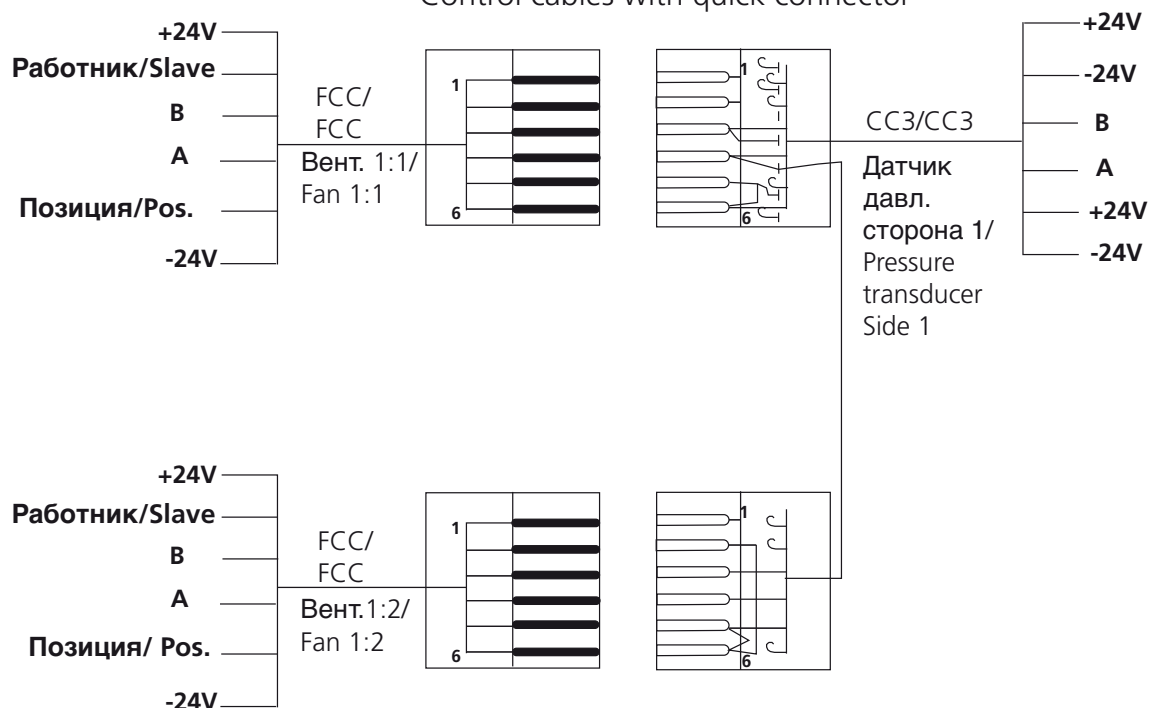 Control cables with quick connector
+24V
Работник/Slave
B
A
Позиция/Pos.
-24V
FCC/
FCC
Вент. 1:1/
Fan 1:1
1
6
1
6
CC3/CC3
Датчик
давл.
сторона 1/
Pressure
transducer
Side 1
+24V
-24V
B
A
+24V
-24V
+24V
Работник/Slave
B
A
Позиция/ Pos.
-24V
FCC/
FCC
Вент.1:2/
Fan 1:2
1
6
1
6